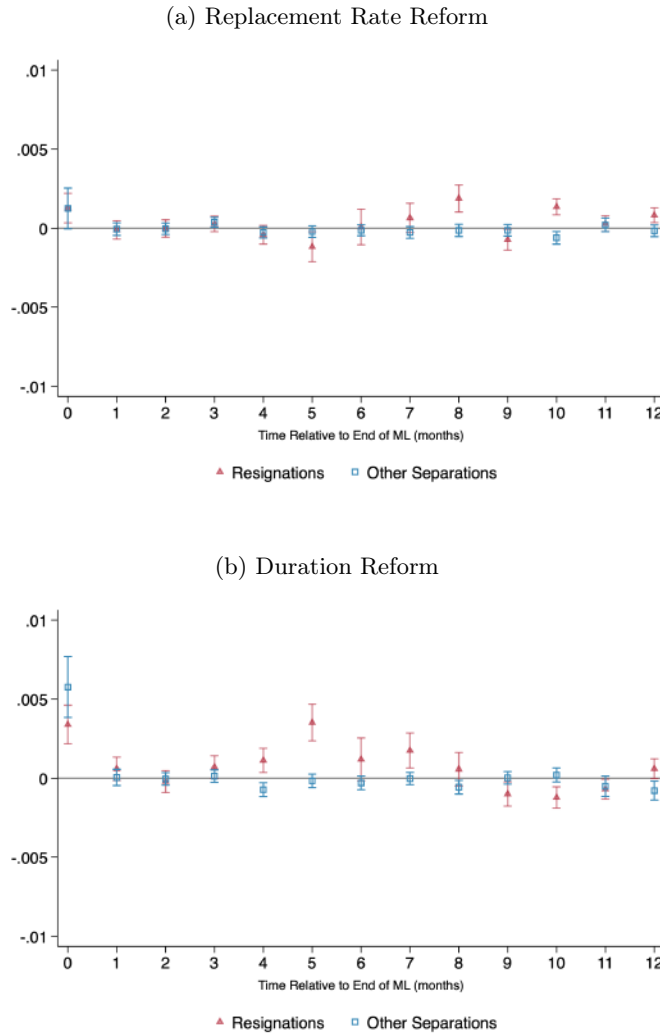 (a) Replacement Rate Reform
.01
.005
0
-.005
-.01
0 1 2 3 4 5 6 7 8 9 10 11 12
Time Relative to End of ML (months)
Resignations Other Separations
(b) Duration Reform
.01
.005
0
-.005
-.01
0 1 2 3 4 5 6 7 8 9 10 11 12
Time Relative to End of ML (months)
Resignations Other Separations